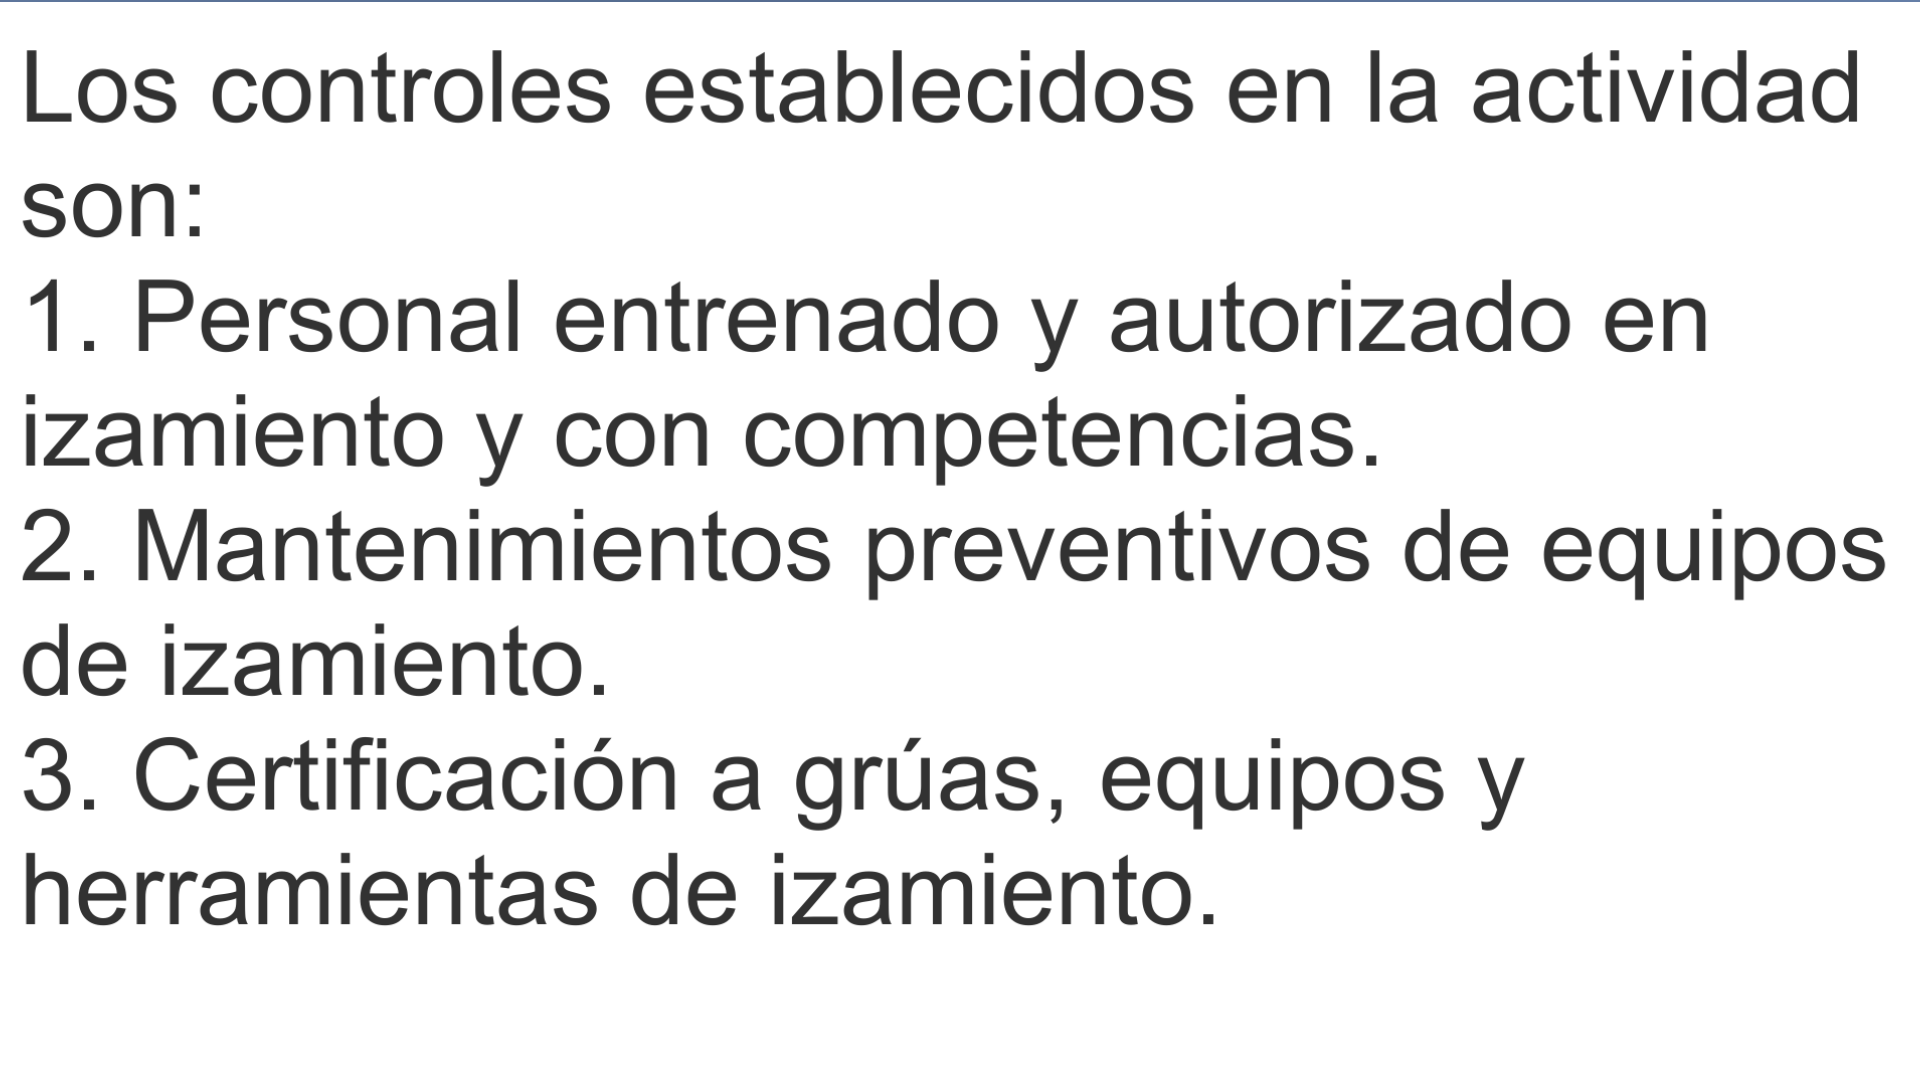 Los controles establecidos en la actividad
son:
1. Personal entrenado y autorizado en
izamiento y con competencias.
2. Mantenimientos preventivos de equipos
de izamiento.
3. Certificación a grúas, equipos y
herramientas de izamiento.